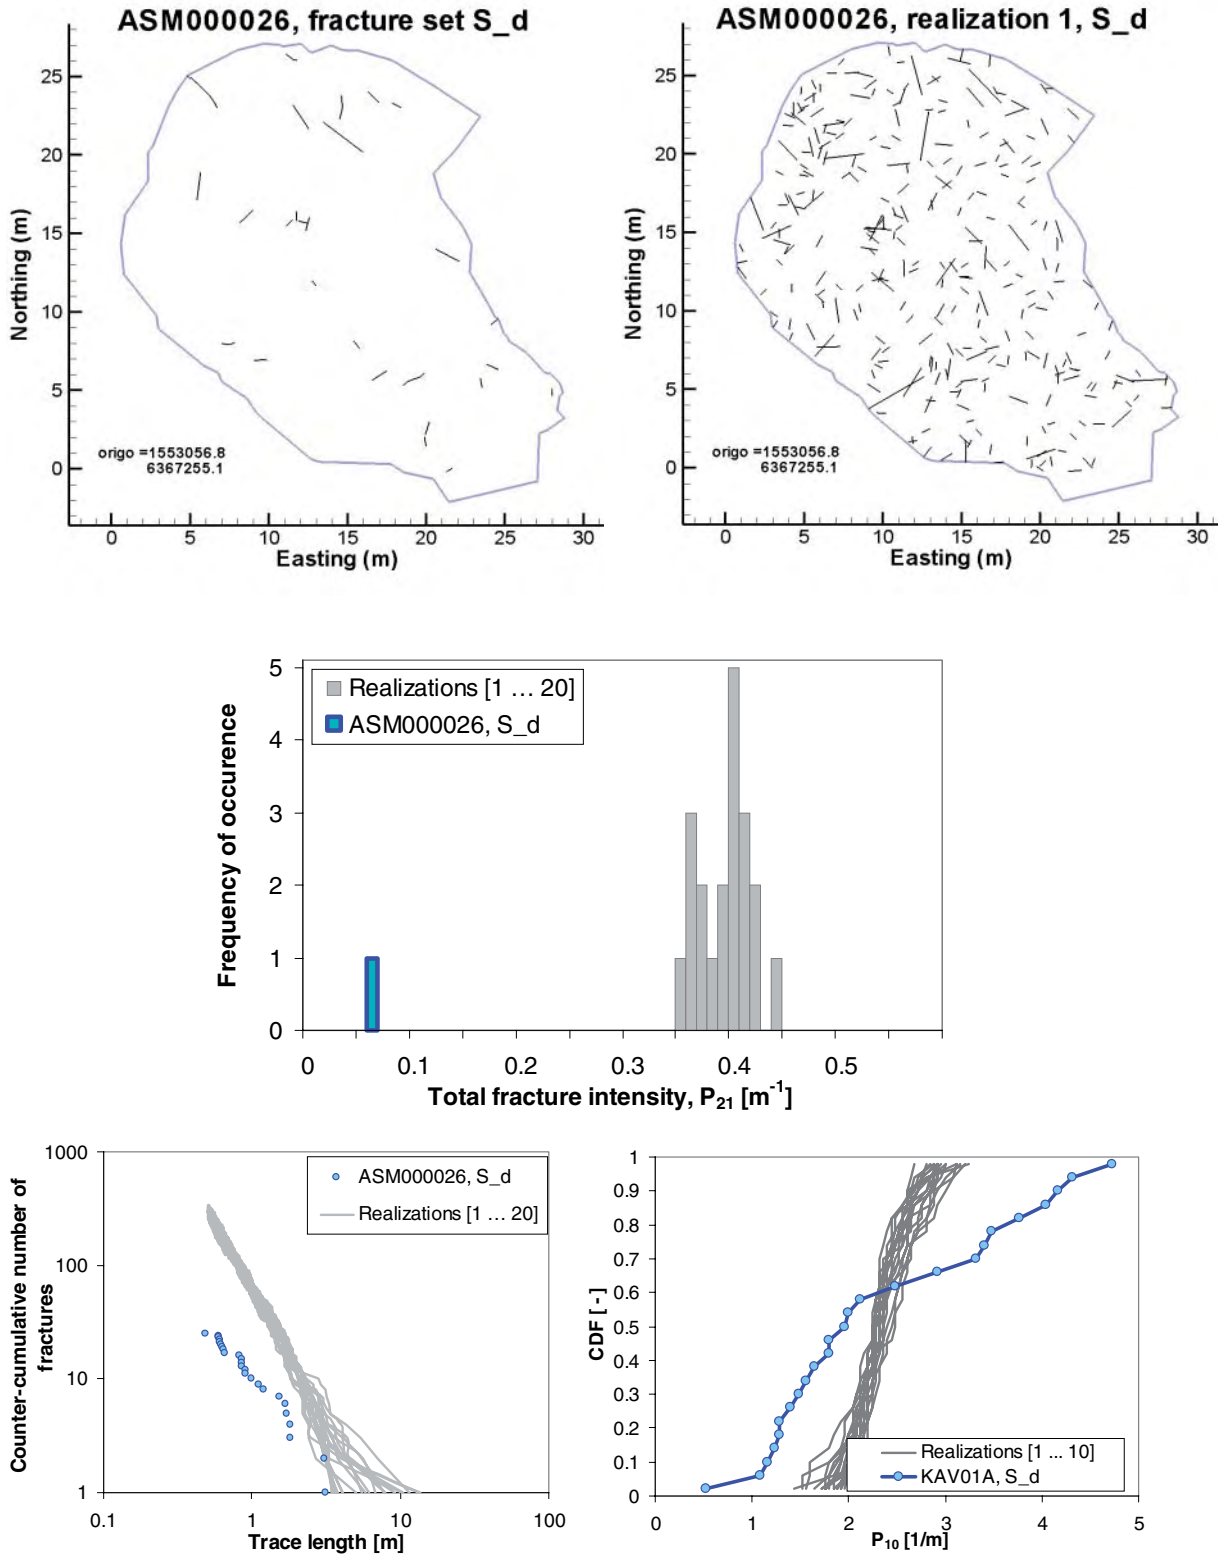 ASM000026, fracture set S_d
25
20
15
10
5
0
Northing (m)
origo =1553056.8
6367255.1
0 5 10 15 20 25 30
Easting (m)
ASM000026, realization 1, S_d
25
20
15
10
5
0
Northing (m)
origo =1553056.8
6367255.1
0 5 10 15 20 25 30
Easting (m)
5
4
3
2
1
0
Frequency of occurence
Realizations [1 … 20]
ASM000026, S_d
0 0.1 0.2 0.3 0.4 0.5
Total fracture intensity, P21 [m-1]
1000
100
10
1
Counter-cumulative number of
fractures
ASM000026, S_d
Realizations [1 … 20]
0.1 1 10 100
Trace length [m]
1
0.9
0.8
0.7
0.6
0.5
0.4
0.3
0.2
0.1
0
CDF [ - ]
Realizations [1 ... 10]
KAV01A, S_d
0 1 2 3 4 5
P10 [1/m]